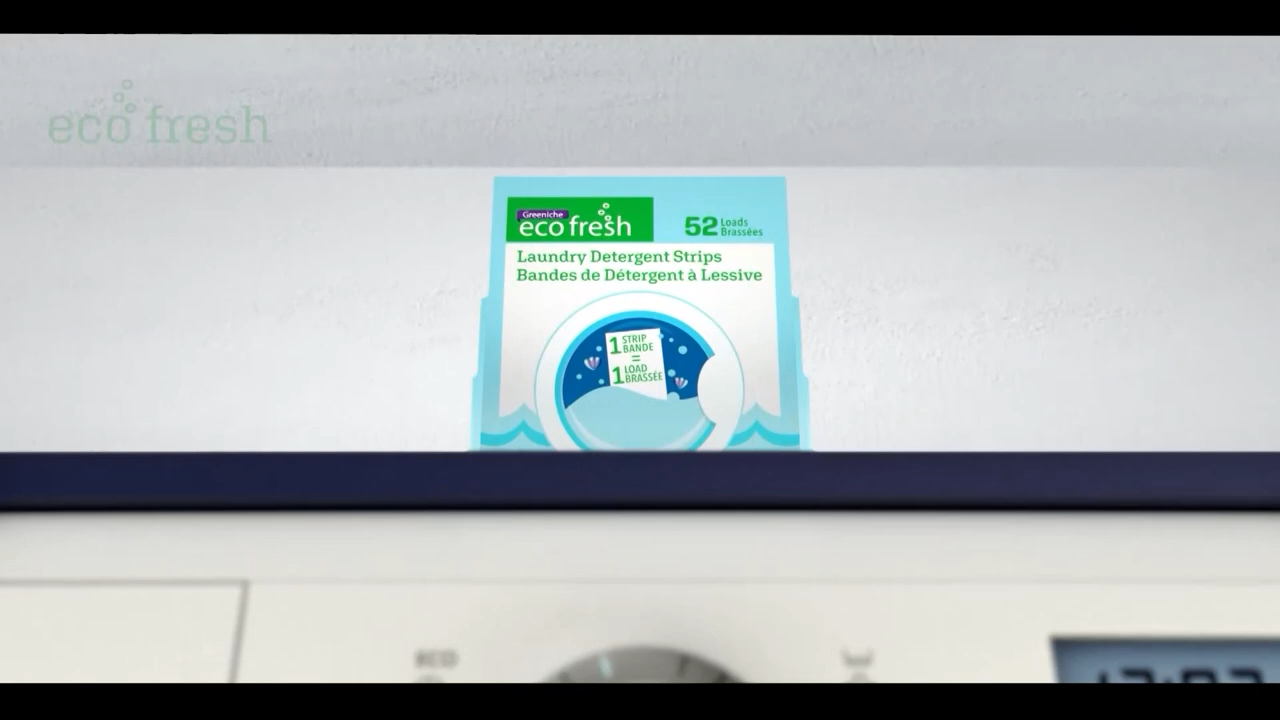 eco fresh
Greeniche
eco fresh
52 Loads
Brassées
Laundry Detergent Strips
Bandes de Détergent à Lessive
1 STRIP
BANDE
=
1 LOAD
BRASSÉE
ECO